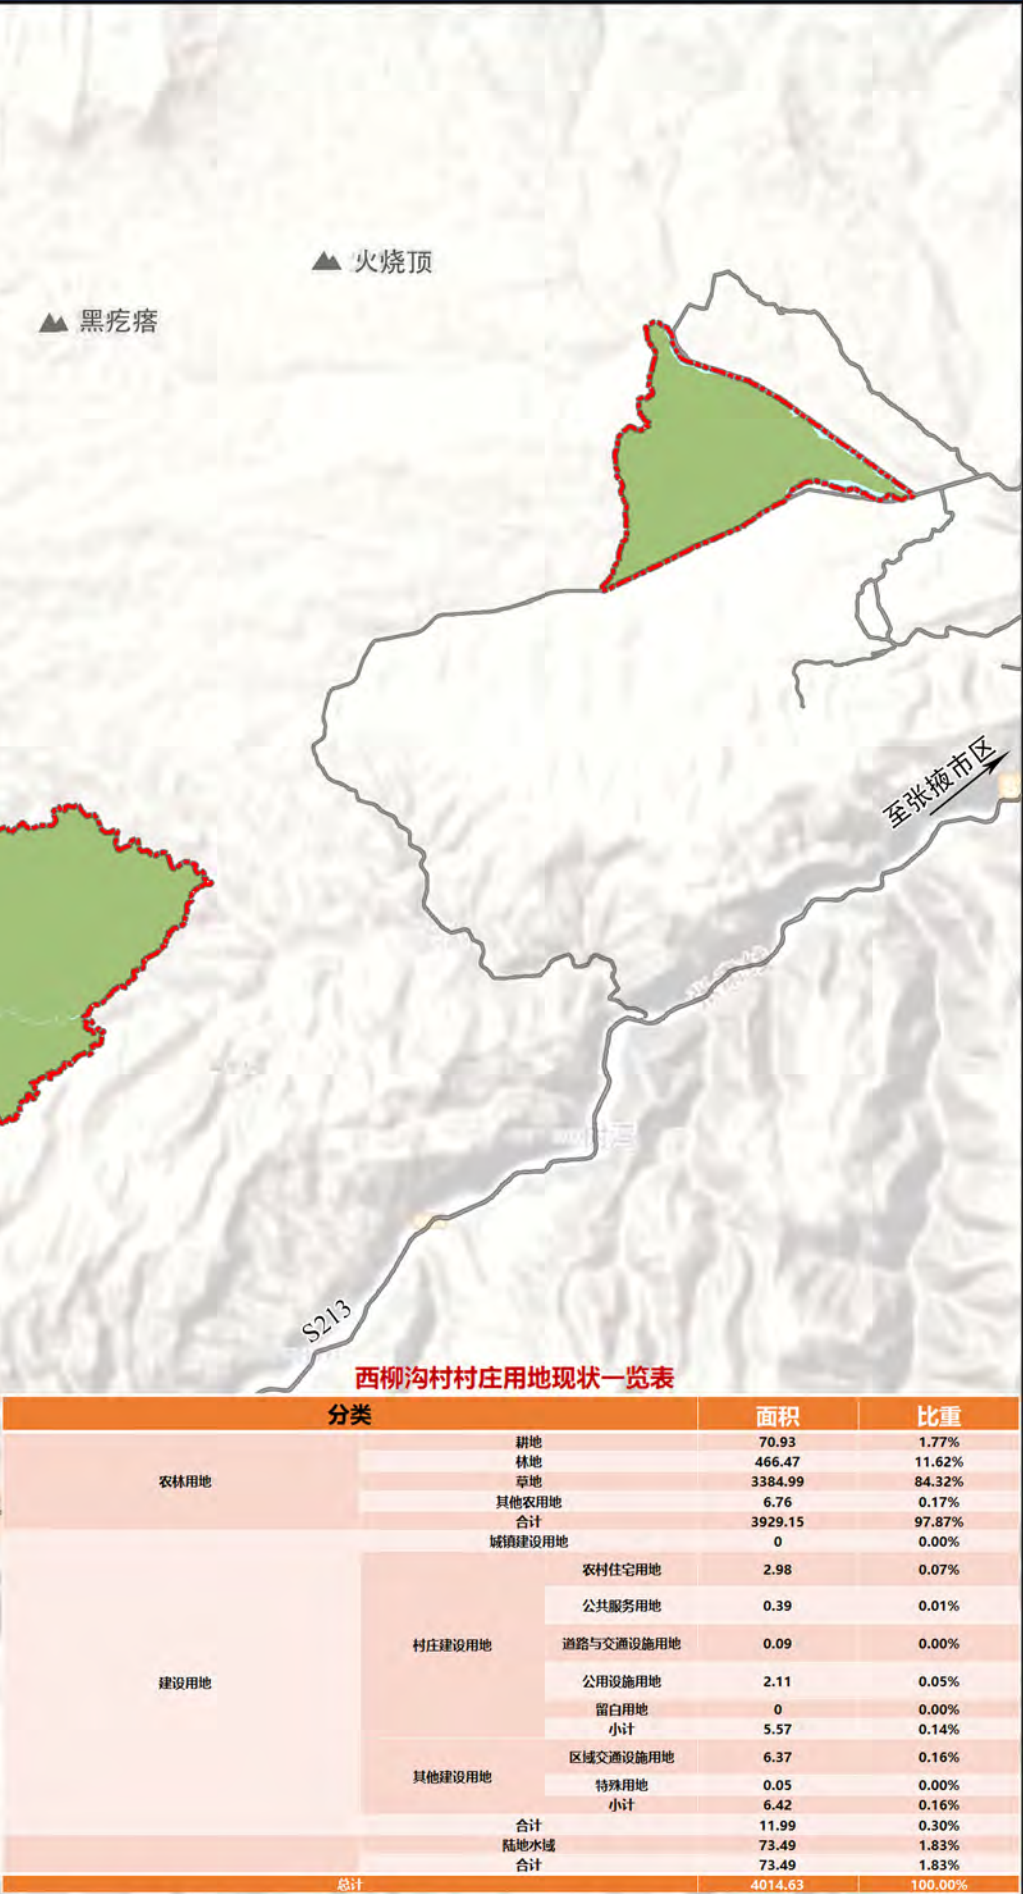 火烧顶
黑疙瘩
至张掖市区
S213
西柳沟村村庄用地现状一览表
分类 面积 比重
农林用地 耕地 70.93 1.77%
林地 466.47 11.62%
草地 3384.99 84.32%
其他农用地 6.76 0.17%
合计 3929.15 97.87%
建设用地 城镇建设用地 0 0.00%
村庄建设用地 农村住宅用地 2.98 0.07%
公共服务用地 0.39 0.01%
道路与交通设施用地 0.09 0.00%
公用设施用地 2.11 0.05%
留白用地 0 0.00%
小计 5.57 0.14%
其他建设用地 区域交通设施用地 6.37 0.16%
特殊用地 0.05 0.00%
小计 6.42 0.16%
合计 11.99 0.30%
陆地水域 73.49 1.83%
合计 73.49 1.83%
总计 4014.63 100.00%